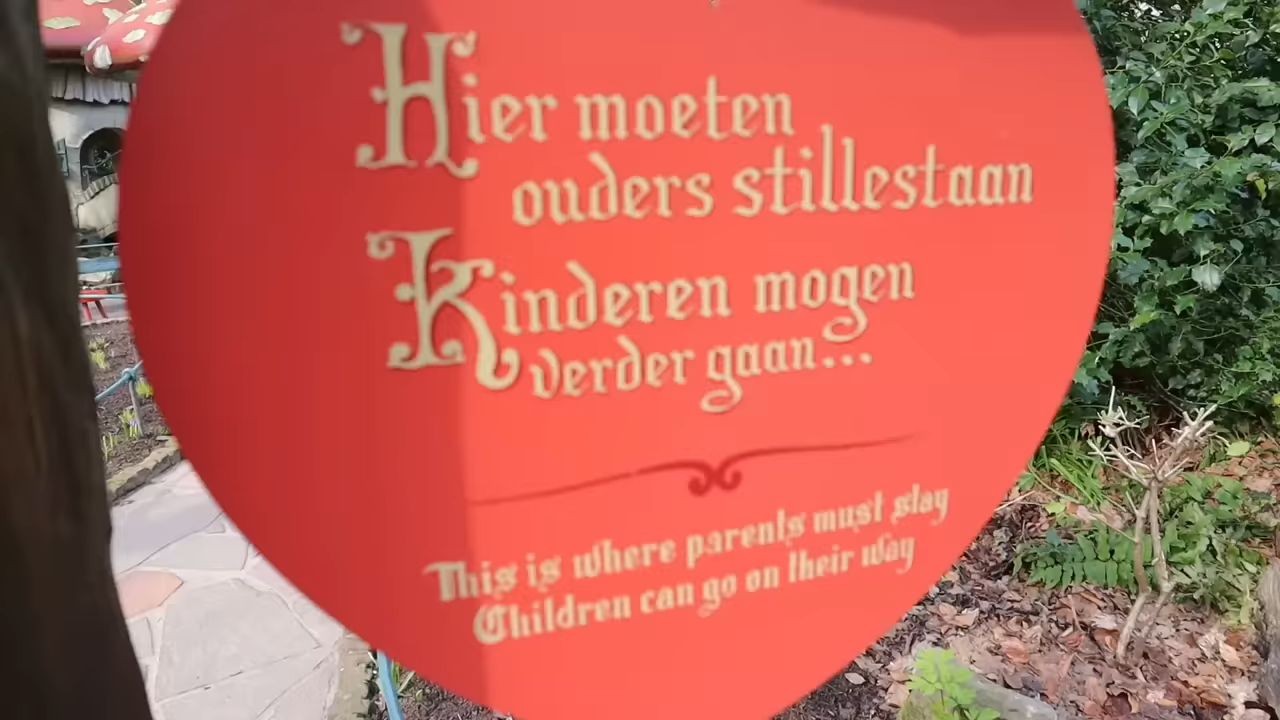 Hier moeten
ouders stillestaan
Kinderen mogen
verder gaan...
This is where parents must stay
Children can go on their way